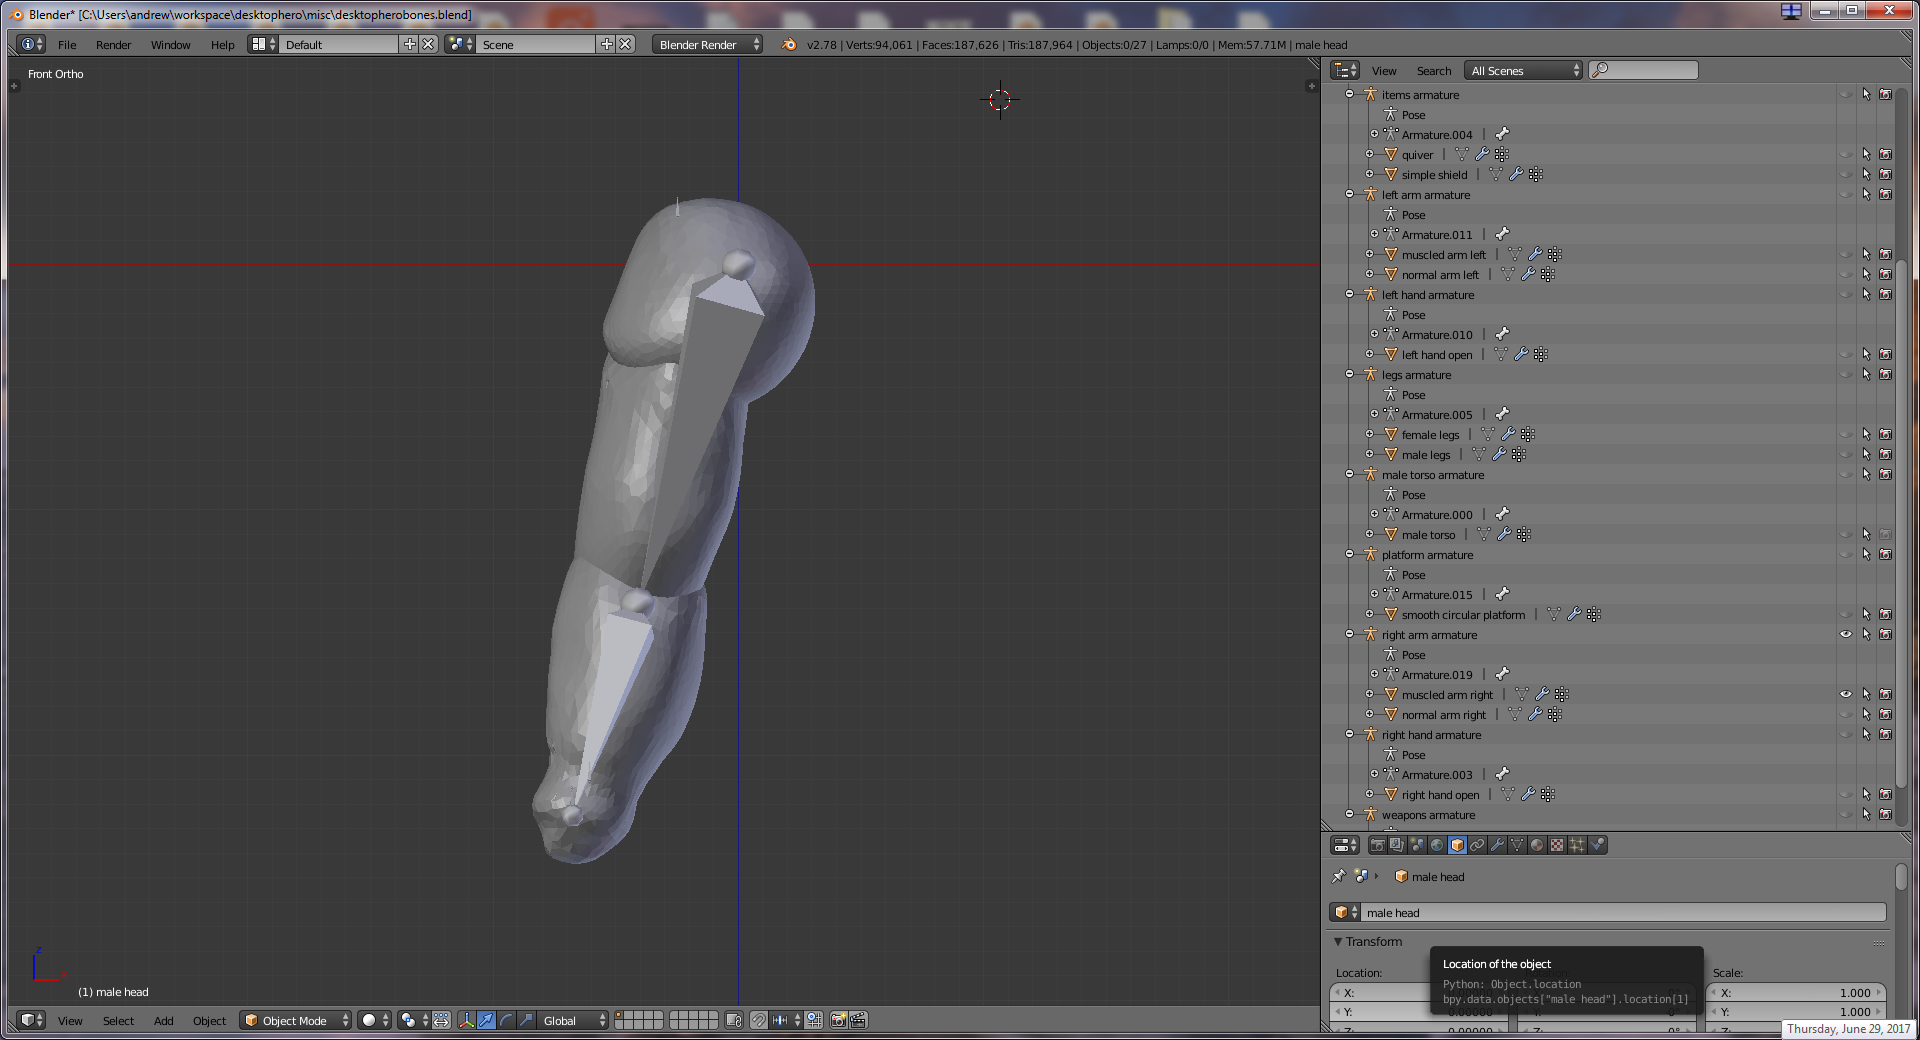 Blender* [C:\Users\andrew\workspace\desktophero\misc\desktopherobones.blend]
File Render Window Help Default Scene Blender Render v2.78 | Verts:94,061 | Faces:187,626 | Tris:187,964 | Objects:0/27 | Lamps:0/0 | Mem:57.71M | male head
Front Ortho
View Search All Scenes
items armature
Pose
Armature.004
quiver
simple shield
left arm armature
Pose
Armature.011
muscled arm left
normal arm left
left hand armature
Pose
Armature.010
left hand open
legs armature
Pose
Armature.005
female legs
male legs
male torso armature
Pose
Armature.000
male torso
platform armature
Pose
Armature.015
smooth circular platform
right arm armature
Pose
Armature.019
muscled arm right
normal arm right
right hand armature
Pose
Armature.003
right hand open
weapons armature
male head
male head
Transform
Location: Scale:
Location of the object
Python: Object.location
bpy.data.objects["male head"].location[1]
X: X: 1.000
Y: 0° Y: 1.000
Z
(1) male head
View Select Add Object Object Mode Global
Thursday, June 29, 2017